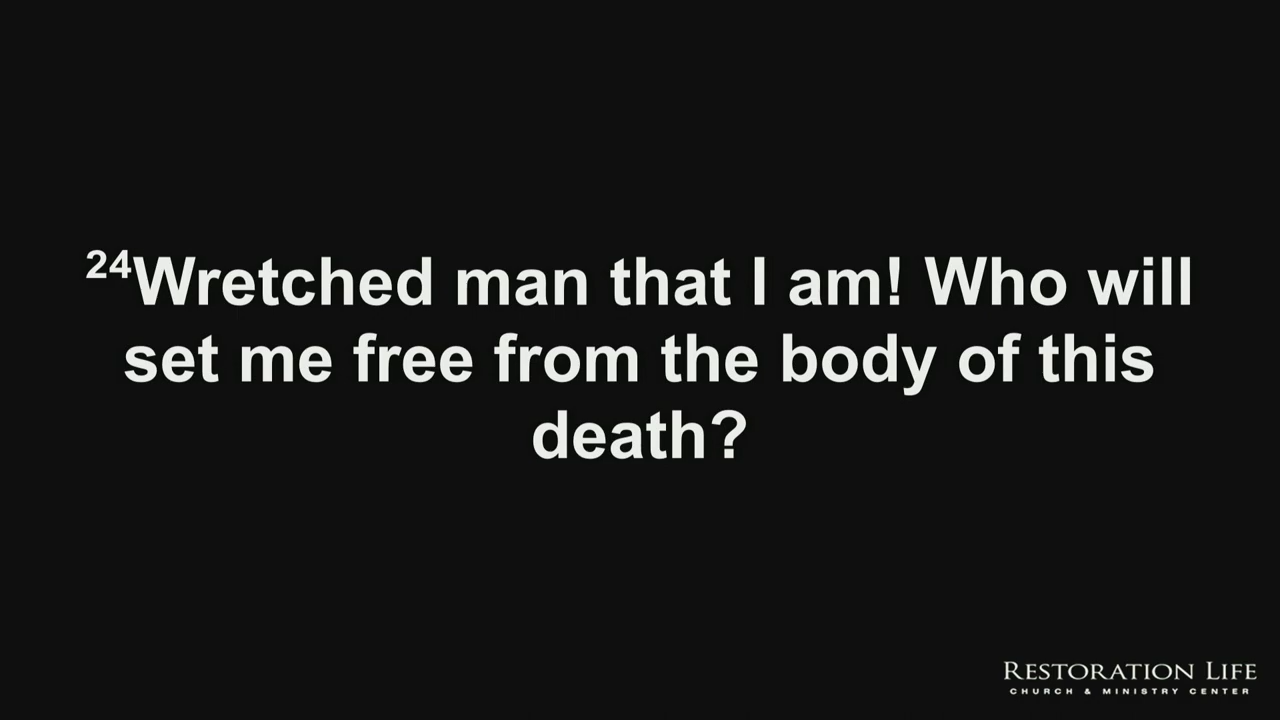 24Wretched man that I am! Who will
set me free from the body of this
death?
RESTORATION LIFE
CHURCH & MINISTRY CENTER